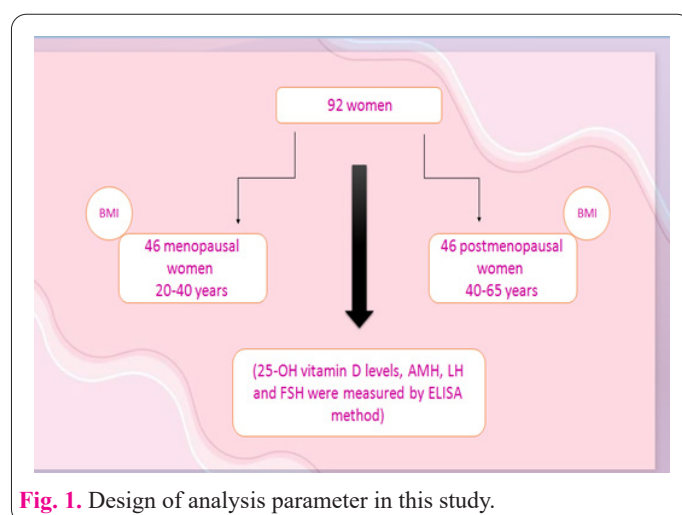 92 women
BMI
46 menopausal
women
20-40 years
BMI
46 postmenopausal
women
40-65 years
(25-OH vitamin D levels, AMH, LH
and FSH were measured by ELISA
method)
Fig. 1. Design of analysis parameter in this study.